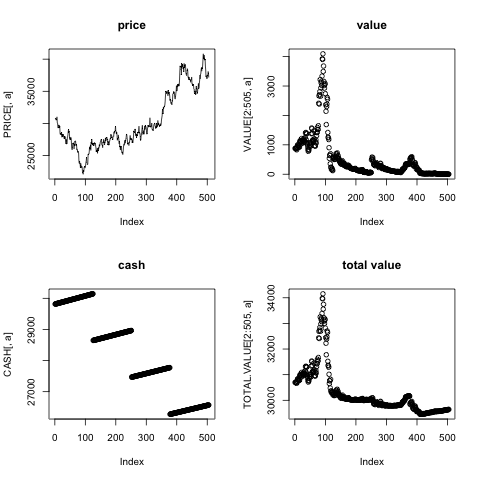 price
PRICE[, a]
25000
35000
0
100
200
300
400
500
Index
value
VALUE[2:505, a]
0
1000
3000
0
100
200
300
400
500
Index
cash
CASH[, a]
27000
29000
0
100
200
300
400
500
Index
total value
TOTAL.VALUE[2:505, a]
30000
32000
34000
0
100
200
300
400
500
Index